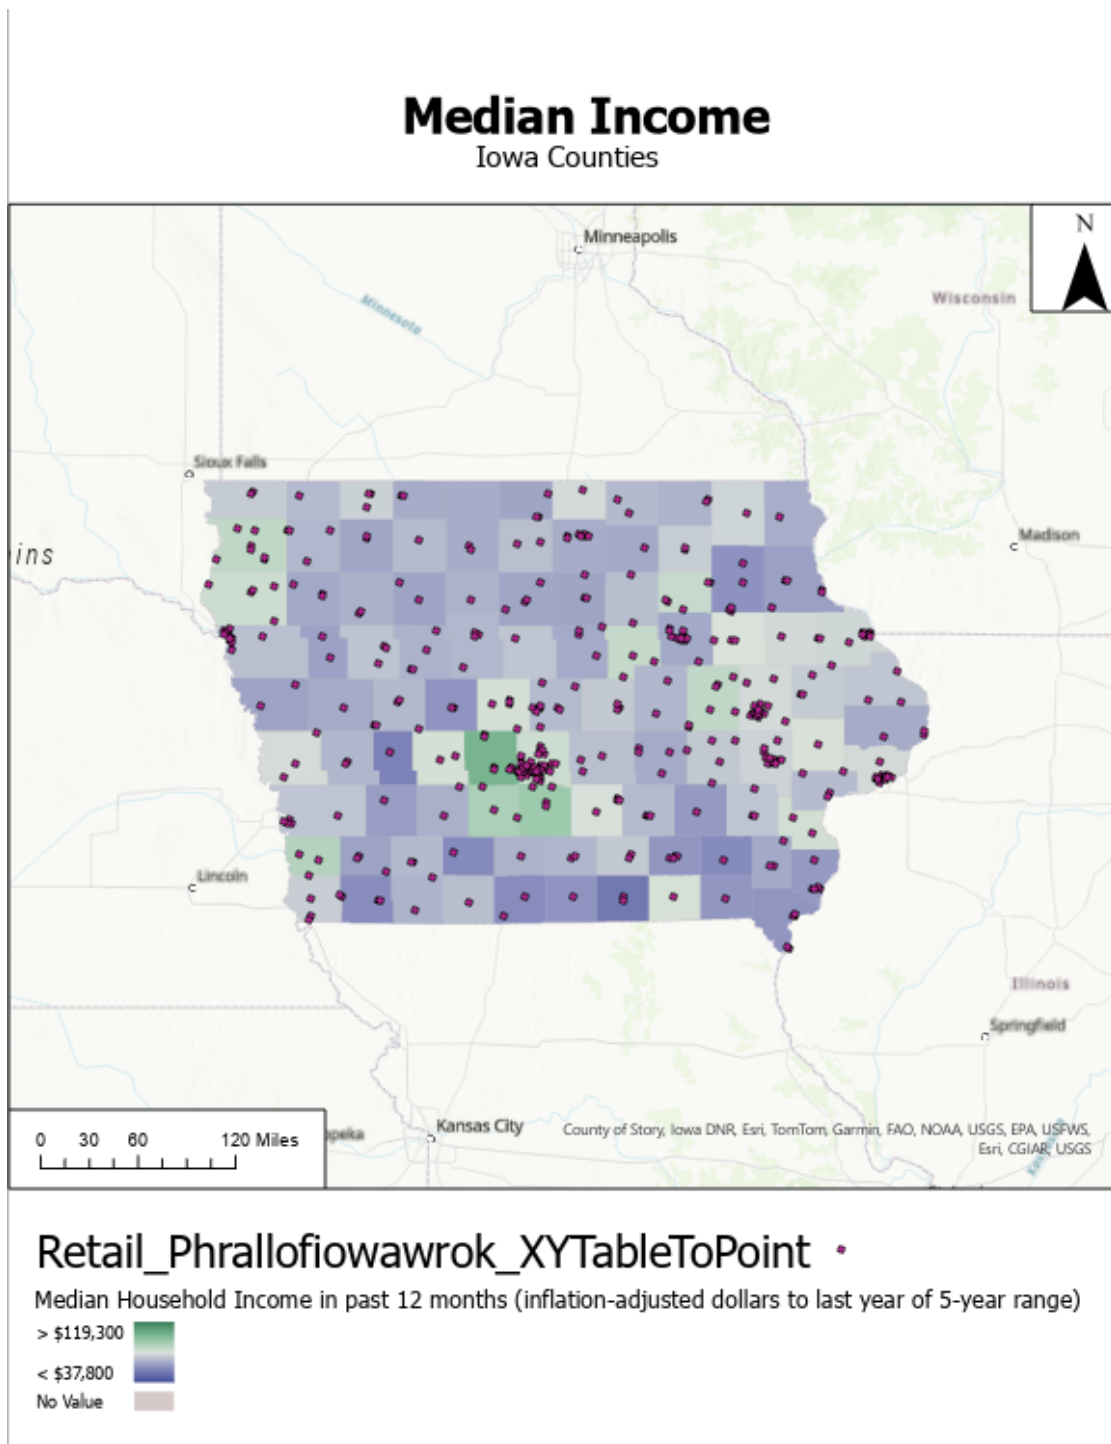 Median Income
Iowa Counties
N
Minneapolis
Wisconsin
Minnesota
Sioux Falls
Madison
ins
Lincoln
Illinois
Springfield
Kansas City
peka
0 30 60 120 Miles
County of Story, Iowa DNR, Esri, TomTom, Garmin, FAO, NOAA, USGS, EPA, USFWS,
Esri, CGIAR, USGS
Retail_Phrallofiowawrok_XYTableToPoint
Median Household Income in past 12 months (inflation-adjusted dollars to last year of 5-year range)
> $119,300
< $37,800
No Value